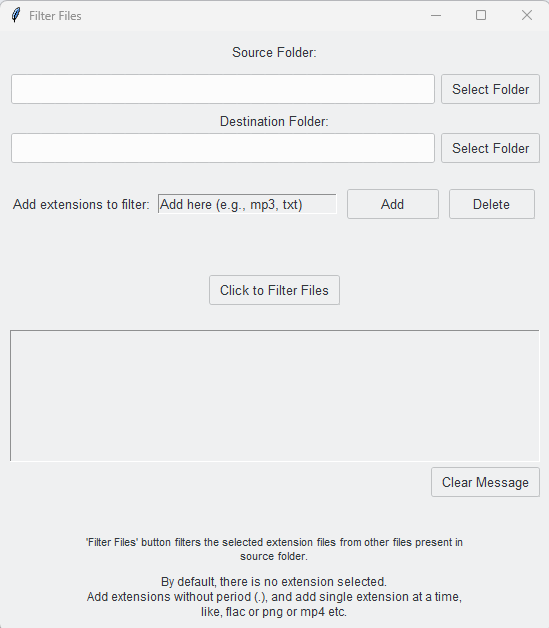 Filter Files
Source Folder:
Select Folder
Destination Folder:
Select Folder
Add extensions to filter: Add here (e.g., mp3, txt) Add Delete
Click to Filter Files
Clear Message
'Filter Files' button filters the selected extension files from other files present in
source folder.
By default, there is no extension selected.
Add extensions without period (.), and add single extension at a time,
like, flac or png or mp4 etc.